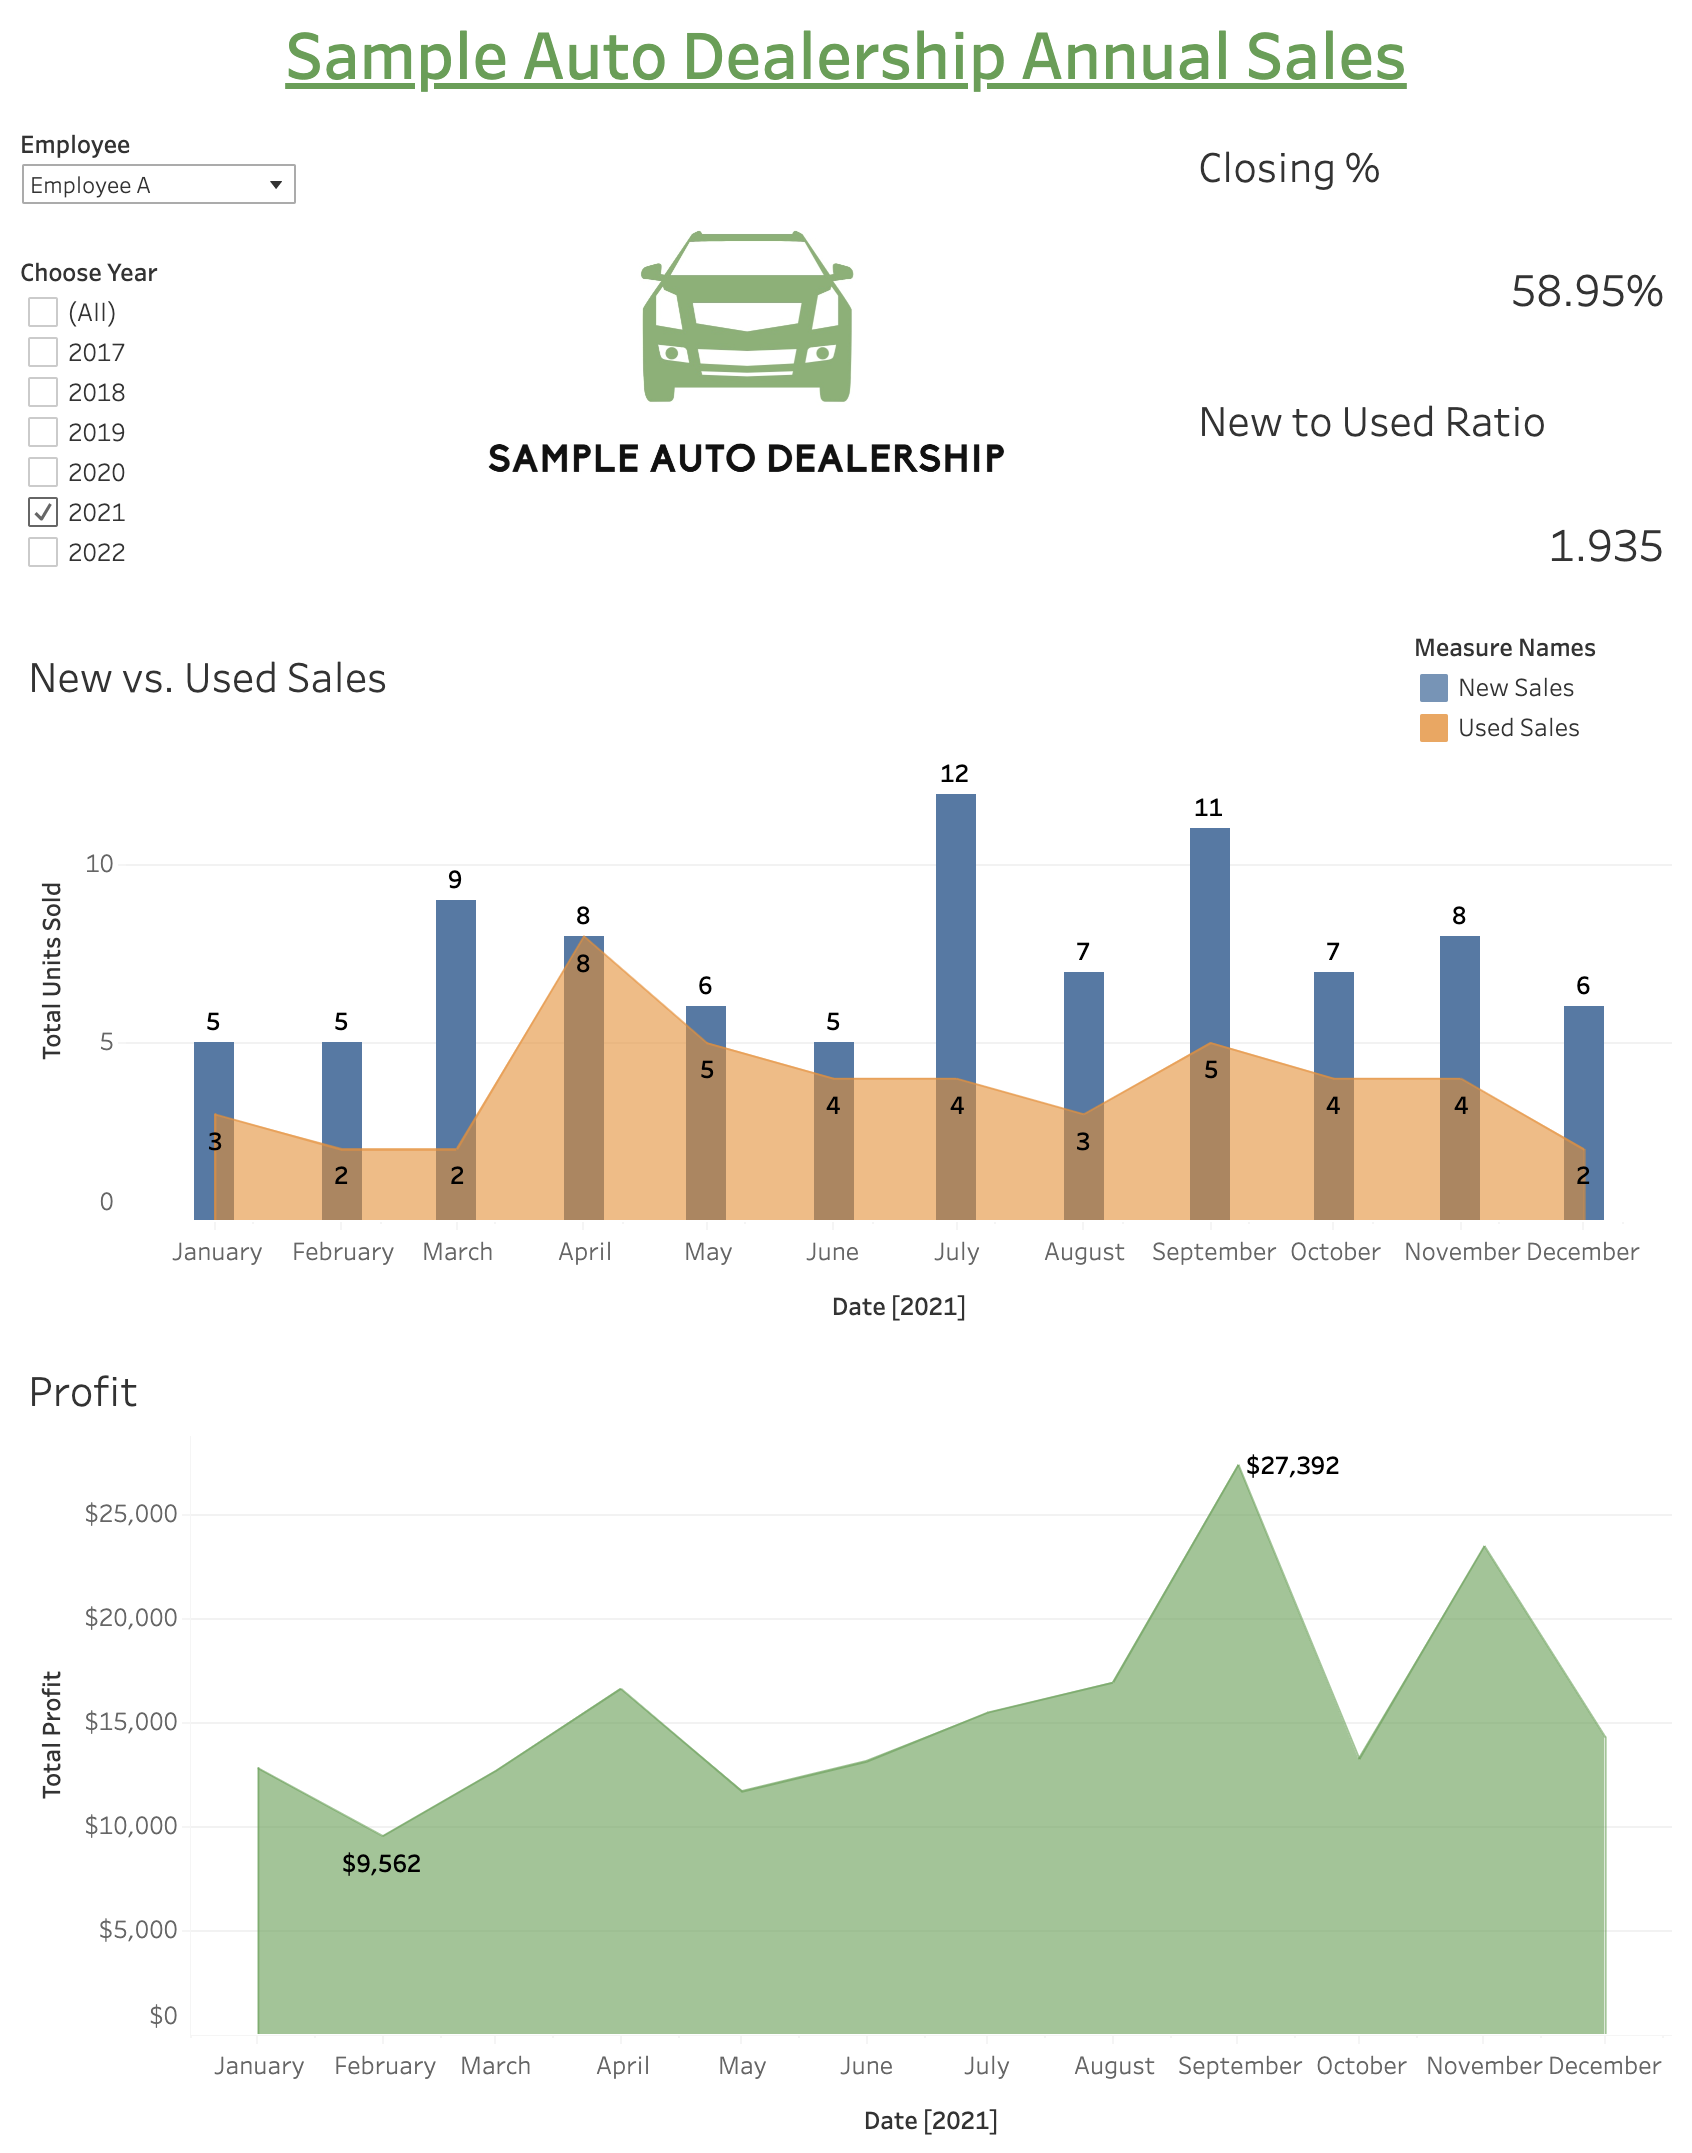 Sample Auto Dealership Annual Sales
Employee
Employee A
Choose Year
(All)
2017
2018
2019
2020
2021
2022
SAMPLE AUTO DEALERSHIP
Closing %
58.95%
New to Used Ratio
1.935
New vs. Used Sales
Measure Names
New Sales
Used Sales
Total Units Sold
10
5
0
5 5 9 8 6 5 12 7 11 7 8 6
3 2 2 8 5 4 4 3 5 4 4 2
January February March April May June July August September October November December
Date [2021]
Profit
Total Profit
$25,000
$20,000
$15,000
$10,000
$5,000
$0
$27,392
$9,562
January February March April May June July August September October November December
Date [2021]